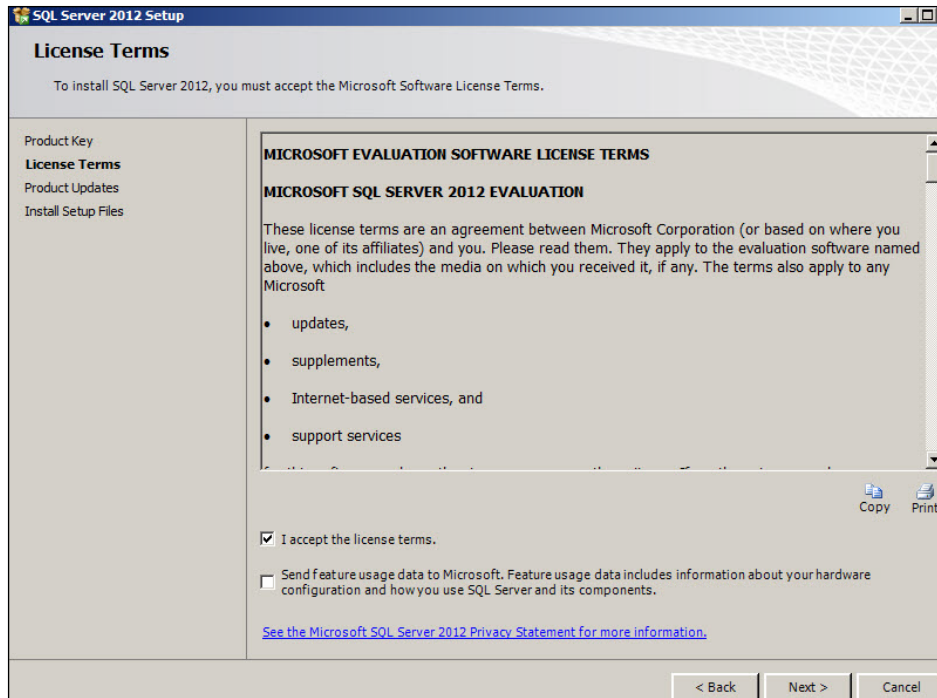 SQL Server 2012 Setup
License Terms
To install SQL Server 2012, you must accept the Microsoft Software License Terms.
Product Key
License Terms
Product Updates
Install Setup Files
MICROSOFT EVALUATION SOFTWARE LICENSE TERMS
MICROSOFT SQL SERVER 2012 EVALUATION
These license terms are an agreement between Microsoft Corporation (or based on where you
live, one of its affiliates) and you. Please read them. They apply to the evaluation software named
above, which includes the media on which you received it, if any. The terms also apply to any
Microsoft
• updates,
• supplements,
• Internet-based services, and
• support services
Copy Print
I accept the license terms.
Send feature usage data to Microsoft. Feature usage data includes information about your hardware
configuration and how you use SQL Server and its components.
See the Microsoft SQL Server 2012 Privacy Statement for more information.
< Back Next > Cancel